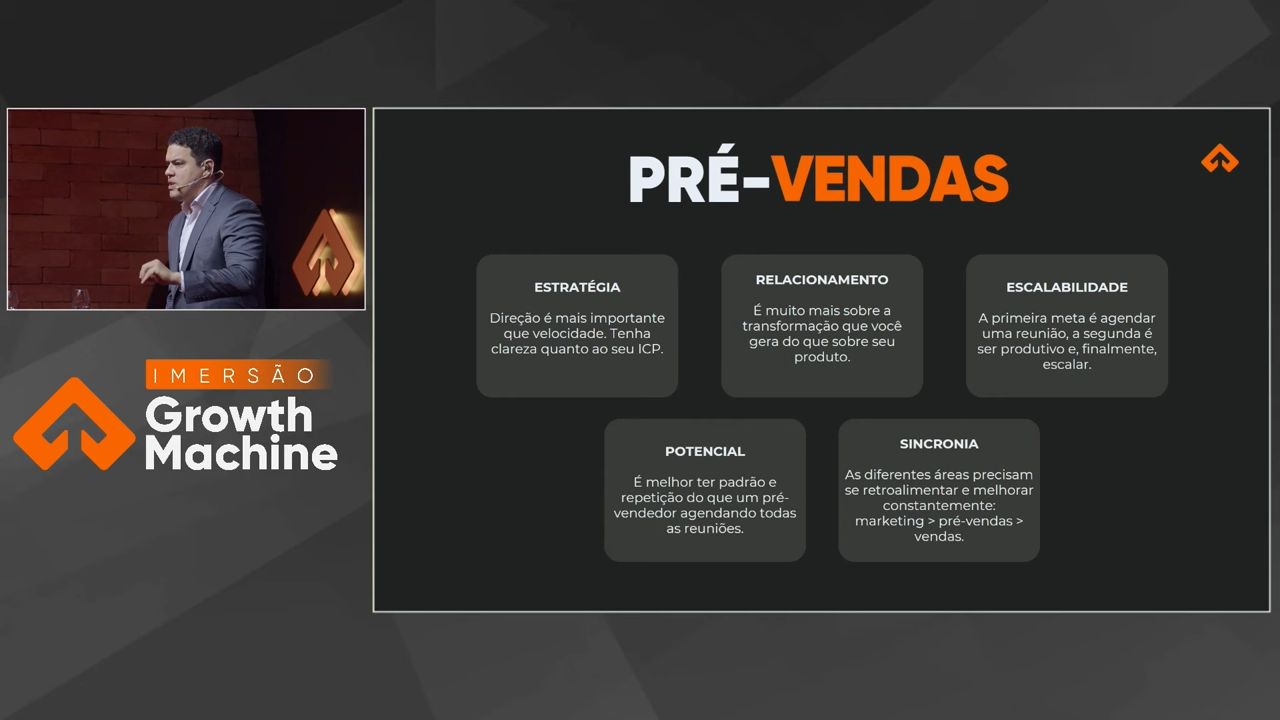 PRÉ-VENDAS
ESTRATÉGIA
Direção é mais importante
que velocidade. Tenha
clareza quanto ao seu ICP.
RELACIONAMENTO
É muito mais sobre a
transformação que você
gera do que sobre seu
produto.
ESCALABILIDADE
A primeira meta é agendar
uma reunião, a segunda é
ser produtivo e, finalmente,
escalar.
POTENCIAL
É melhor ter padrão e
repetição do que um pré-
vendedor agendando todas
as reuniões.
SINCRONIA
As diferentes áreas precisam
se retroalimentar e melhorar
constantemente:
marketing > pré-vendas >
vendas.
IMERSÃO
Growth
Machine